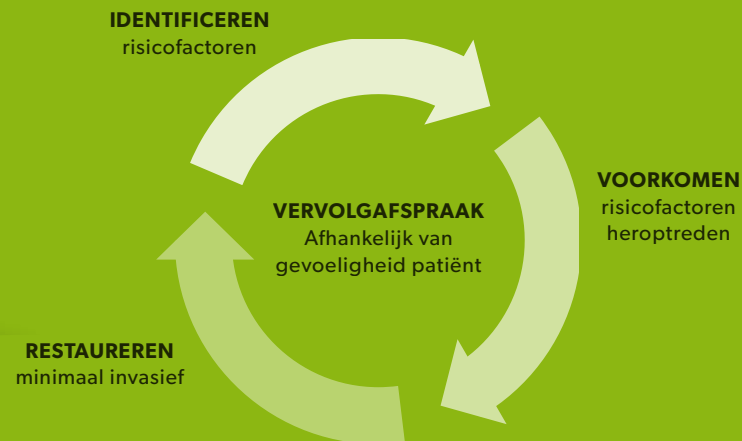 IDENTIFICEREN
risicofactoren
VOORKOMEN
risicofactoren
heroptreden
VERVOLGAFSPRAAK
Afhankelijk van
gevoeligheid patiënt
RESTAUREREN
minimaal invasief